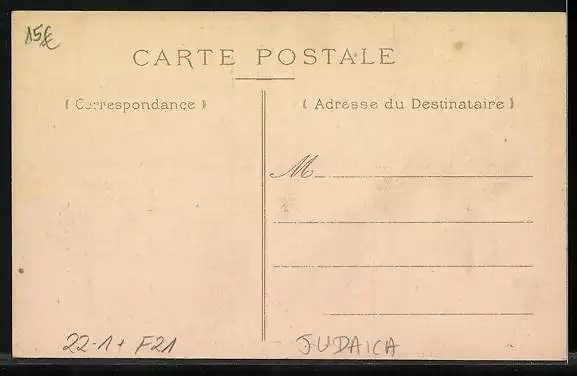 15€
CARTE POSTALE
( Correspondance )
( Adresse du Destinataire )
M
22-1+ F21
JUDAICA